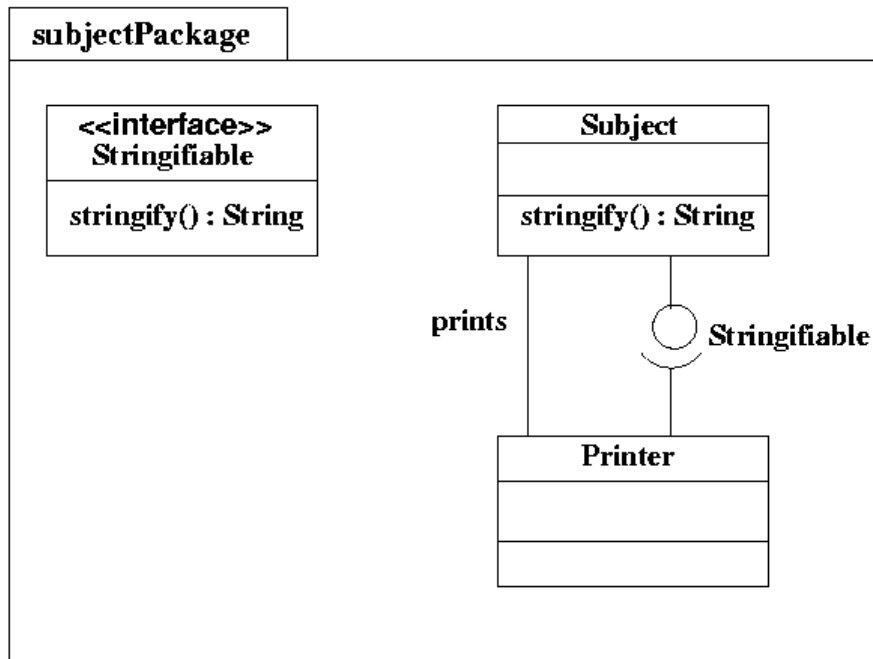 subjectPackage
<<interface>>
Stringifiable
stringify() : String
Subject
stringify() : String
prints
Stringifiable
Printer